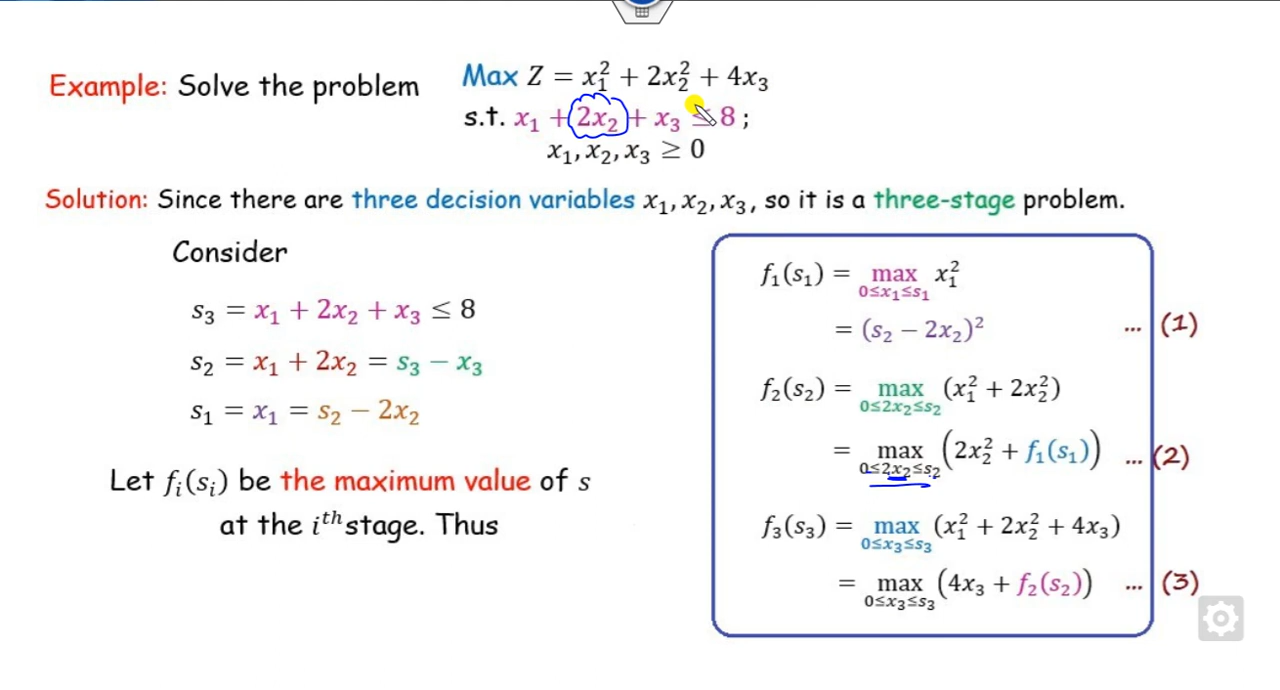 Example: Solve the problem Max Z = x₁² + 2x₂² + 4x₃
s.t. x₁ + 2x₂ + x₃ ≤ 8 ;
x₁, x₂, x₃ ≥ 0
Solution: Since there are three decision variables x₁, x₂, x₃, so it is a three-stage problem.
Consider
s₃ = x₁ + 2x₂ + x₃ ≤ 8
s₂ = x₁ + 2x₂ = s₃ − x₃
s₁ = x₁ = s₂ − 2x₂
Let fᵢ(sᵢ) be the maximum value of s
at the iᵗʰ stage. Thus
f₁(s₁) = max x₁²
0≤x₁≤s₁
= (s₂ − 2x₂)² ... (1)
f₂(s₂) = max (x₁² + 2x₂²)
0≤2x₂≤s₂
= max (2x₂² + f₁(s₁)) ... (2)
0≤2x₂≤s₂
f₃(s₃) = max (x₁² + 2x₂² + 4x₃)
0≤x₃≤s₃
= max (4x₃ + f₂(s₂)) ... (3)
0≤x₃≤s₃